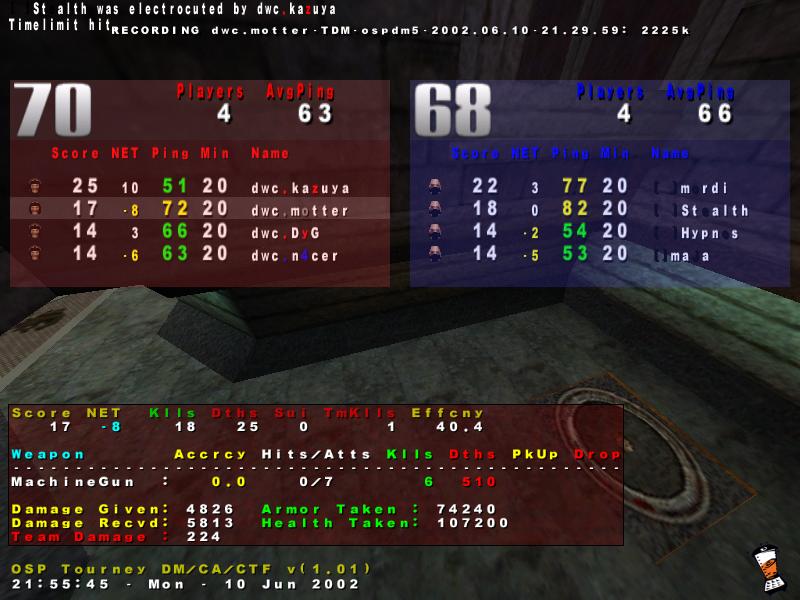 St alth was electrocuted by dwc.kazuya
Timelimit hit.
RECORDING dwc.motter-TDM-ospdm5-2002.06.10-21.29.59: 2225k
70 Players AvgPing
4 63
Score NET Ping Min Name
25 10 51 20 dwc.kazuya
17 -8 72 20 dwc.motter
14 3 66 20 dwc.DyG
14 -6 63 20 dwc.n4cer
68 Players AvgPing
4 66
Score NET Ping Min Name
22 3 77 20 [ ]m rdi
18 0 82 20 [ ]St alth
14 -2 54 20 [ ]Hypn s
14 -5 53 20 [ ]ma a
Score NET Klls Dths Sui TmKlls Effcny
17 -8 18 25 0 1 40.4
Weapon Accrcy Hits/Atts Klls Dths PkUp Drop
MachineGun : 0.0 0/7 6 510
Damage Given: 4826 Armor Taken : 74240
Damage Recvd: 5813 Health Taken: 107200
Team Damage : 224
OSP Tourney DM/CA/CTF v(1.01)
21:55:45 - Mon - 10 Jun 2002